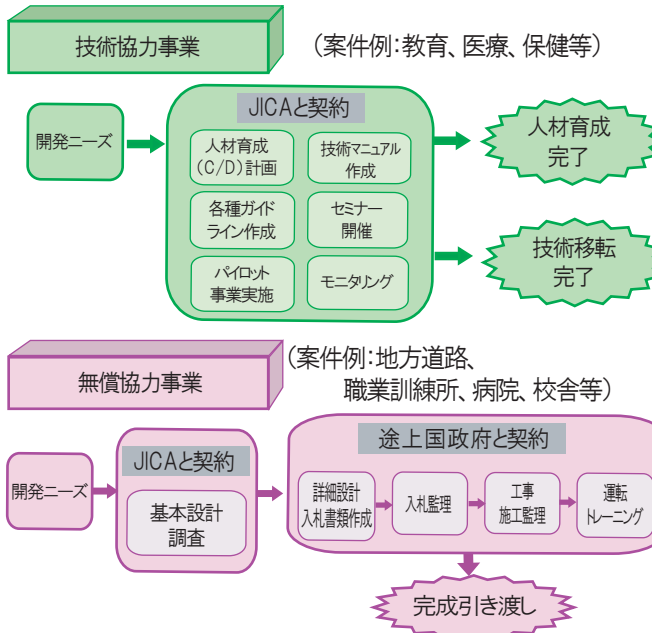 技術協力事業
(案件例:教育、医療、保健等)
開発ニーズ
JICAと契約
人材育成
(C/D)計画
技術マニュアル
作成
各種ガイド
ライン作成
セミナー
開催
パイロット
事業実施
モニタリング
人材育成
完了
技術移転
完了
無償協力事業
(案件例:地方道路、
職業訓練所、病院、校舎等)
開発ニーズ
JICAと契約
基本設計
調査
途上国政府と契約
詳細設計
入札書類作成
入札監理
工事
施工監理
運転
トレーニング
完成引き渡し